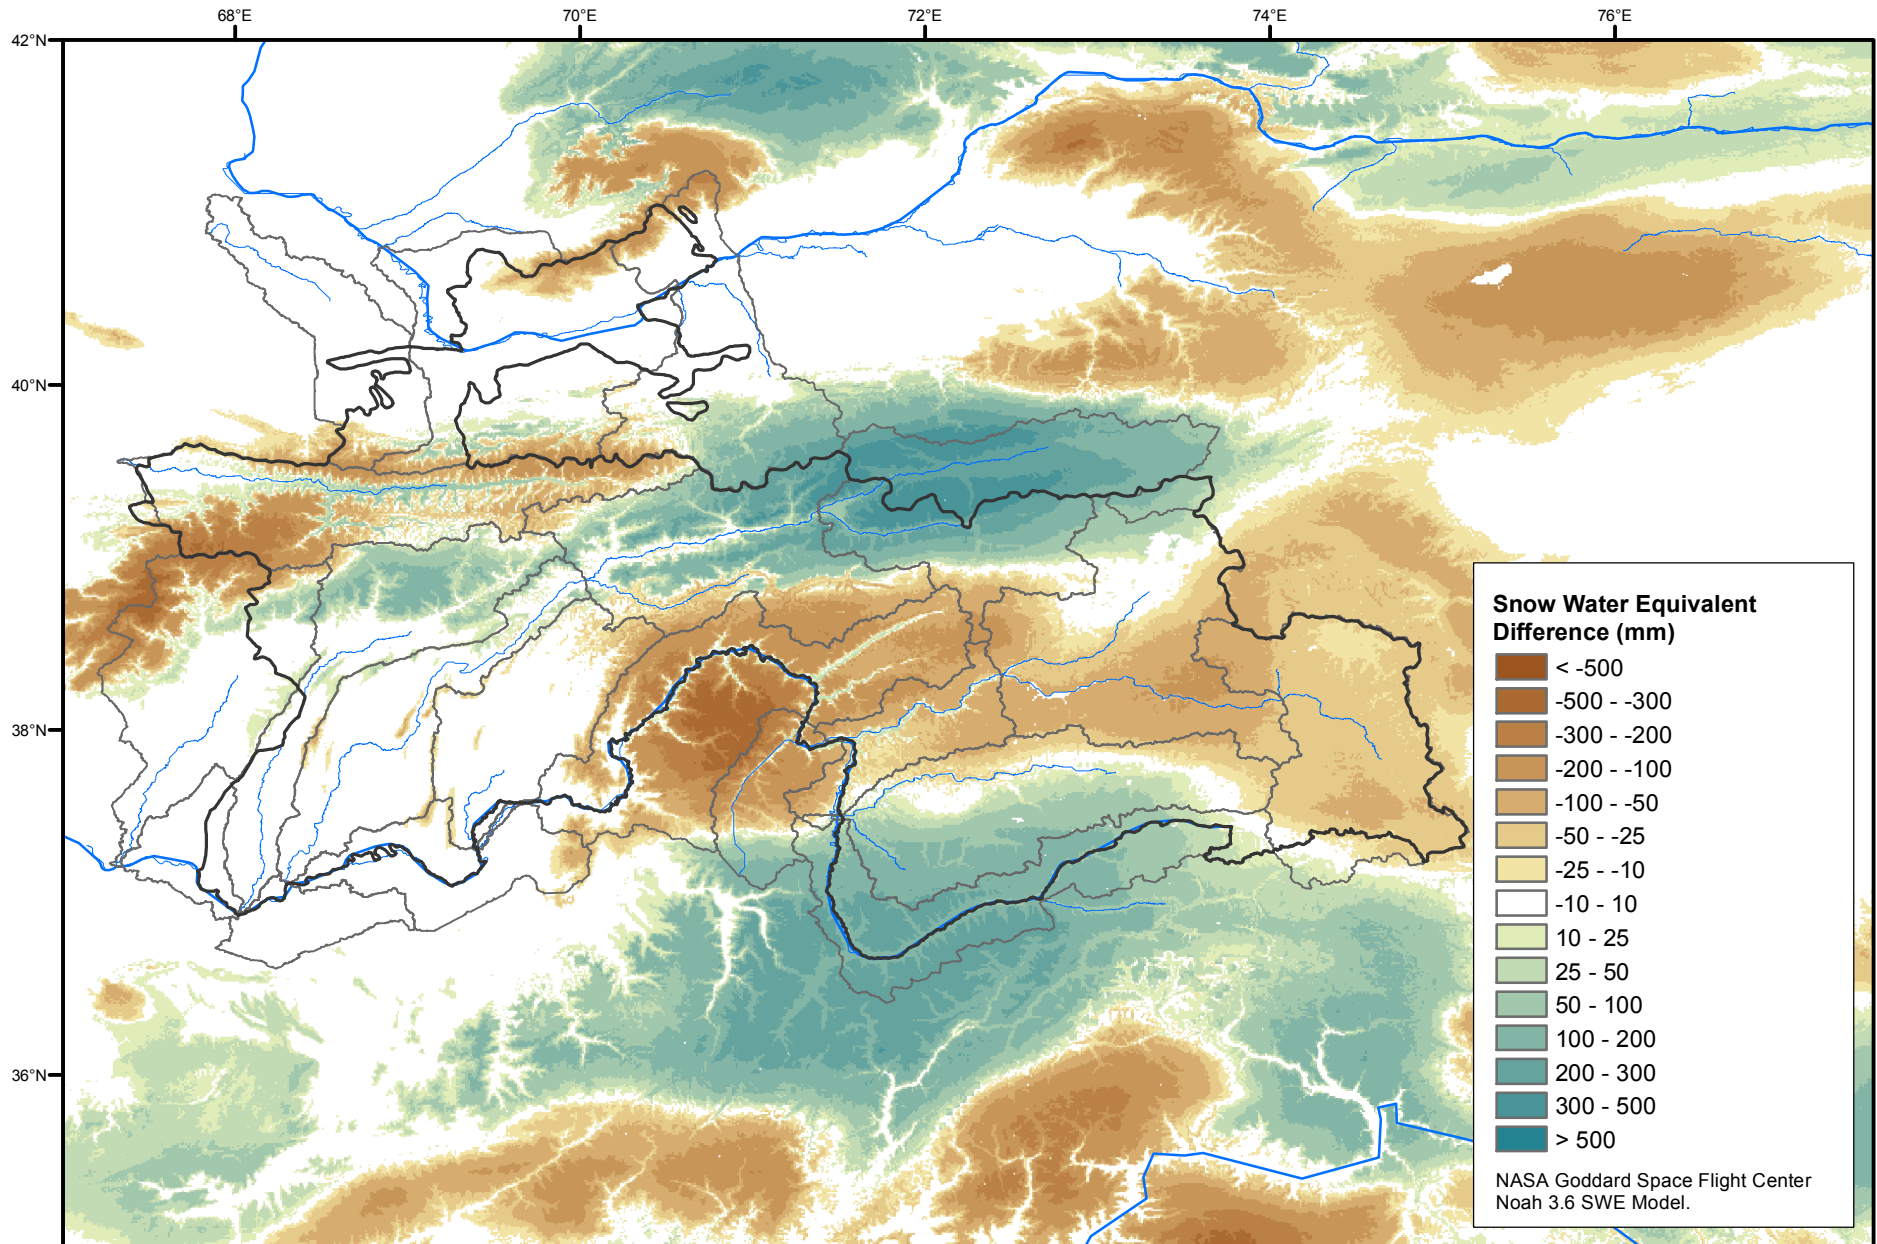 68°E 70°E 72°E 74°E 76°E
42°N
40°N
38°N
36°N
Snow Water Equivalent
Difference (mm)
< -500
-500 - -300
-300 - -200
-200 - -100
-100 - -50
-50 - -25
-25 - -10
-10 - 10
10 - 25
25 - 50
50 - 100
100 - 200
200 - 300
300 - 500
> 500
NASA Goddard Space Flight Center
Noah 3.6 SWE Model.